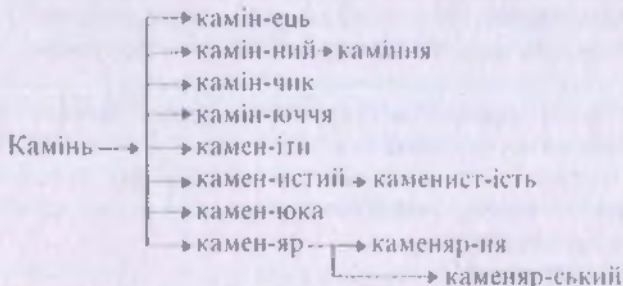 камін-ець
камін-ний каміння
камін-чик
камін-юччя
Камінь
камен-іти
камен-истий каменист-ість
камен-юка
камен-яр каменяр-ня
каменяр-ський